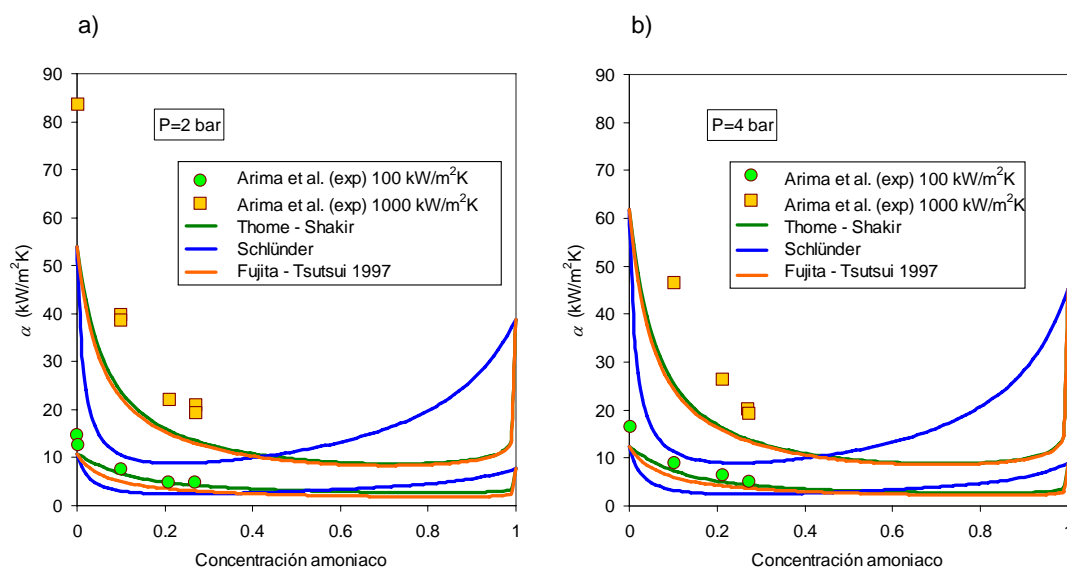 a)
90
80
70
60
50
40
30
20
10
0
α (kW/m²K)
P=2 bar
Arima et al. (exp) 100 kW/m²K
Arima et al. (exp) 1000 kW/m²K
Thome - Shakir
Schlünder
Fujita - Tsutsui 1997
0 0.2 0.4 0.6 0.8 1
Concentración amoniaco
b)
90
80
70
60
50
40
30
20
10
0
α (kW/m²K)
P=4 bar
Arima et al. (exp) 100 kW/m²K
Arima et al. (exp) 1000 kW/m²K
Thome - Shakir
Schlünder
Fujita - Tsutsui 1997
0 0.2 0.4 0.6 0.8 1
Concentración amoniaco